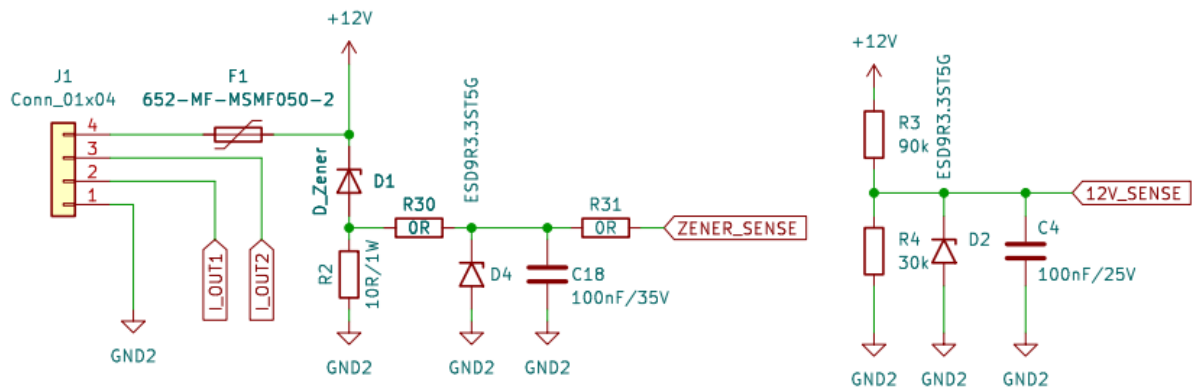 +12V
J1
Conn_01x04
F1
652-MF-MSMF050-2
4
3
2
1
I_OUT1
I_OUT2
GND2
D_Zener
D1
R2
10R/1W
GND2
R30
0R
ESD9R3.3ST5G
D4
GND2
C18
100nF/35V
GND2
R31
0R
ZENER_SENSE
+12V
R3
90k
R4
30k
GND2
ESD9R3.3ST5G
D2
GND2
C4
100nF/25V
GND2
12V_SENSE